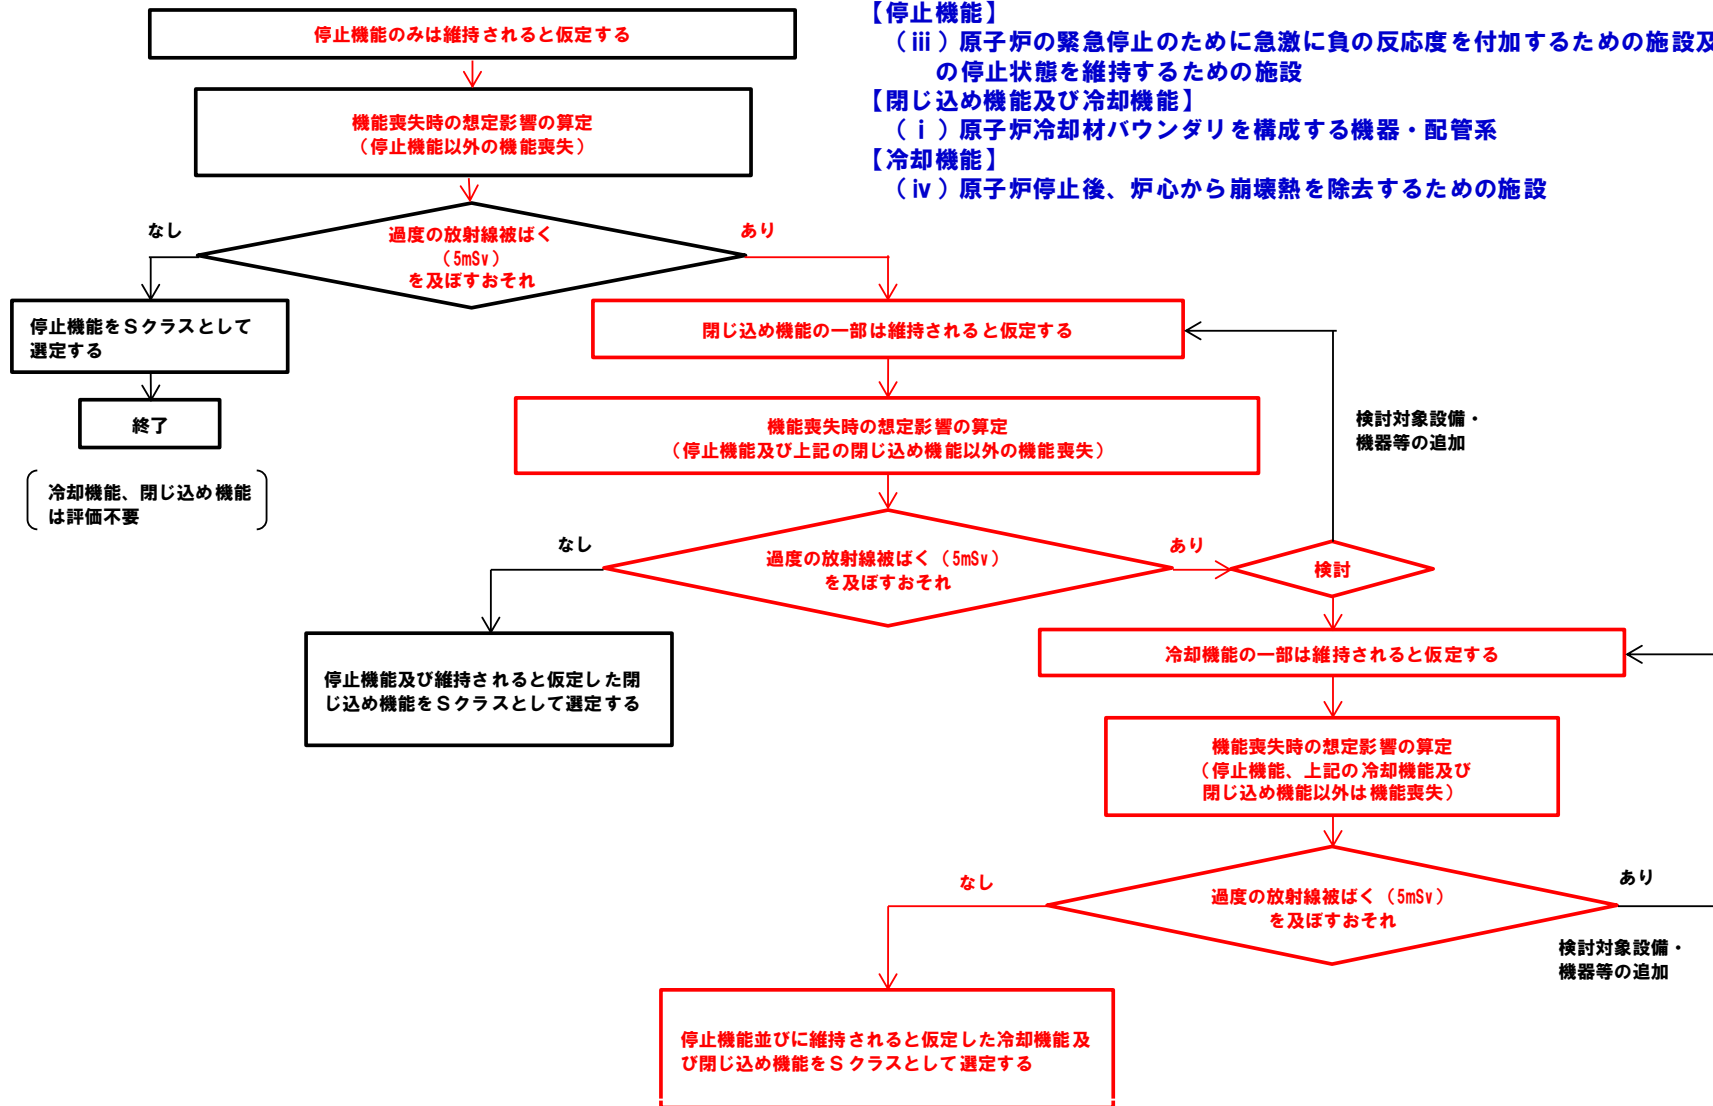 停止機能のみは維持されると仮定する
【停止機能】
（ⅲ）原子炉の緊急停止のために急激に負の反応度を付加するための施設及
の停止状態を維持するための施設
【閉じ込め機能及び冷却機能】
（ⅰ）原子炉冷却材バウンダリを構成する機器・配管系
【冷却機能】
（ⅳ）原子炉停止後、炉心から崩壊熱を除去するための施設
機能喪失時の想定影響の算定
（停止機能以外の機能喪失）
なし
過度の放射線被ばく
（5mSv）
を及ぼすおそれ
あり
停止機能をＳクラスとして
選定する
終了
冷却機能、閉じ込め機能
は評価不要
閉じ込め機能の一部は維持されると仮定する
機能喪失時の想定影響の算定
（停止機能及び上記の閉じ込め機能以外の機能喪失）
検討対象設備・
機器等の追加
なし
過度の放射線被ばく（5mSv）
を及ぼすおそれ
あり
検討
停止機能及び維持されると仮定した閉
じ込め機能をＳクラスとして選定する
冷却機能の一部は維持されると仮定する
機能喪失時の想定影響の算定
（停止機能、上記の冷却機能及び
閉じ込め機能以外は機能喪失）
なし
過度の放射線被ばく（5mSv）
を及ぼすおそれ
あり
検討対象設備・
機器等の追加
停止機能並びに維持されると仮定した冷却機能及
び閉じ込め機能をＳクラスとして選定する